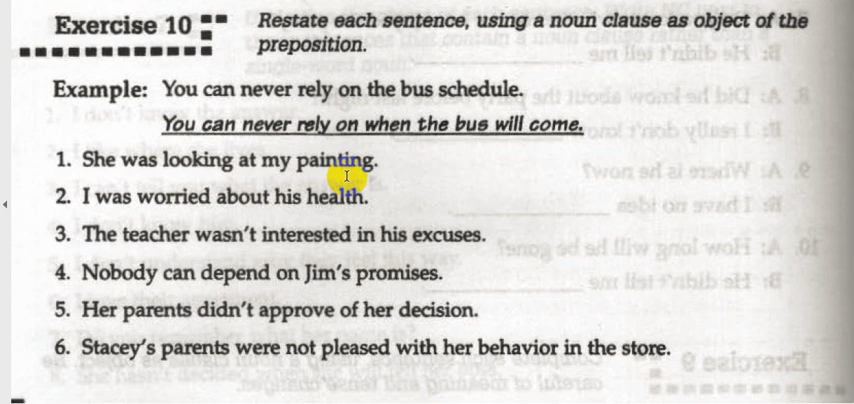 Exercise 10
Restate each sentence, using a noun clause as object of the
preposition.
Example: You can never rely on the bus schedule.
You can never rely on when the bus will come.
1. She was looking at my painting.
2. I was worried about his health.
3. The teacher wasn't interested in his excuses.
4. Nobody can depend on Jim's promises.
5. Her parents didn't approve of her decision.
6. Stacey's parents were not pleased with her behavior in the store.